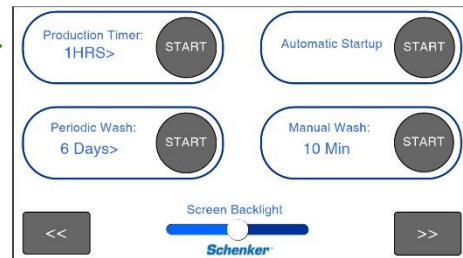 Production Timer:
1HRS>
START
Automatic Startup
START
Periodic Wash:
6 Days>
START
Manual Wash:
10 Min
START
Screen Backlight
<<
>>
Schenker